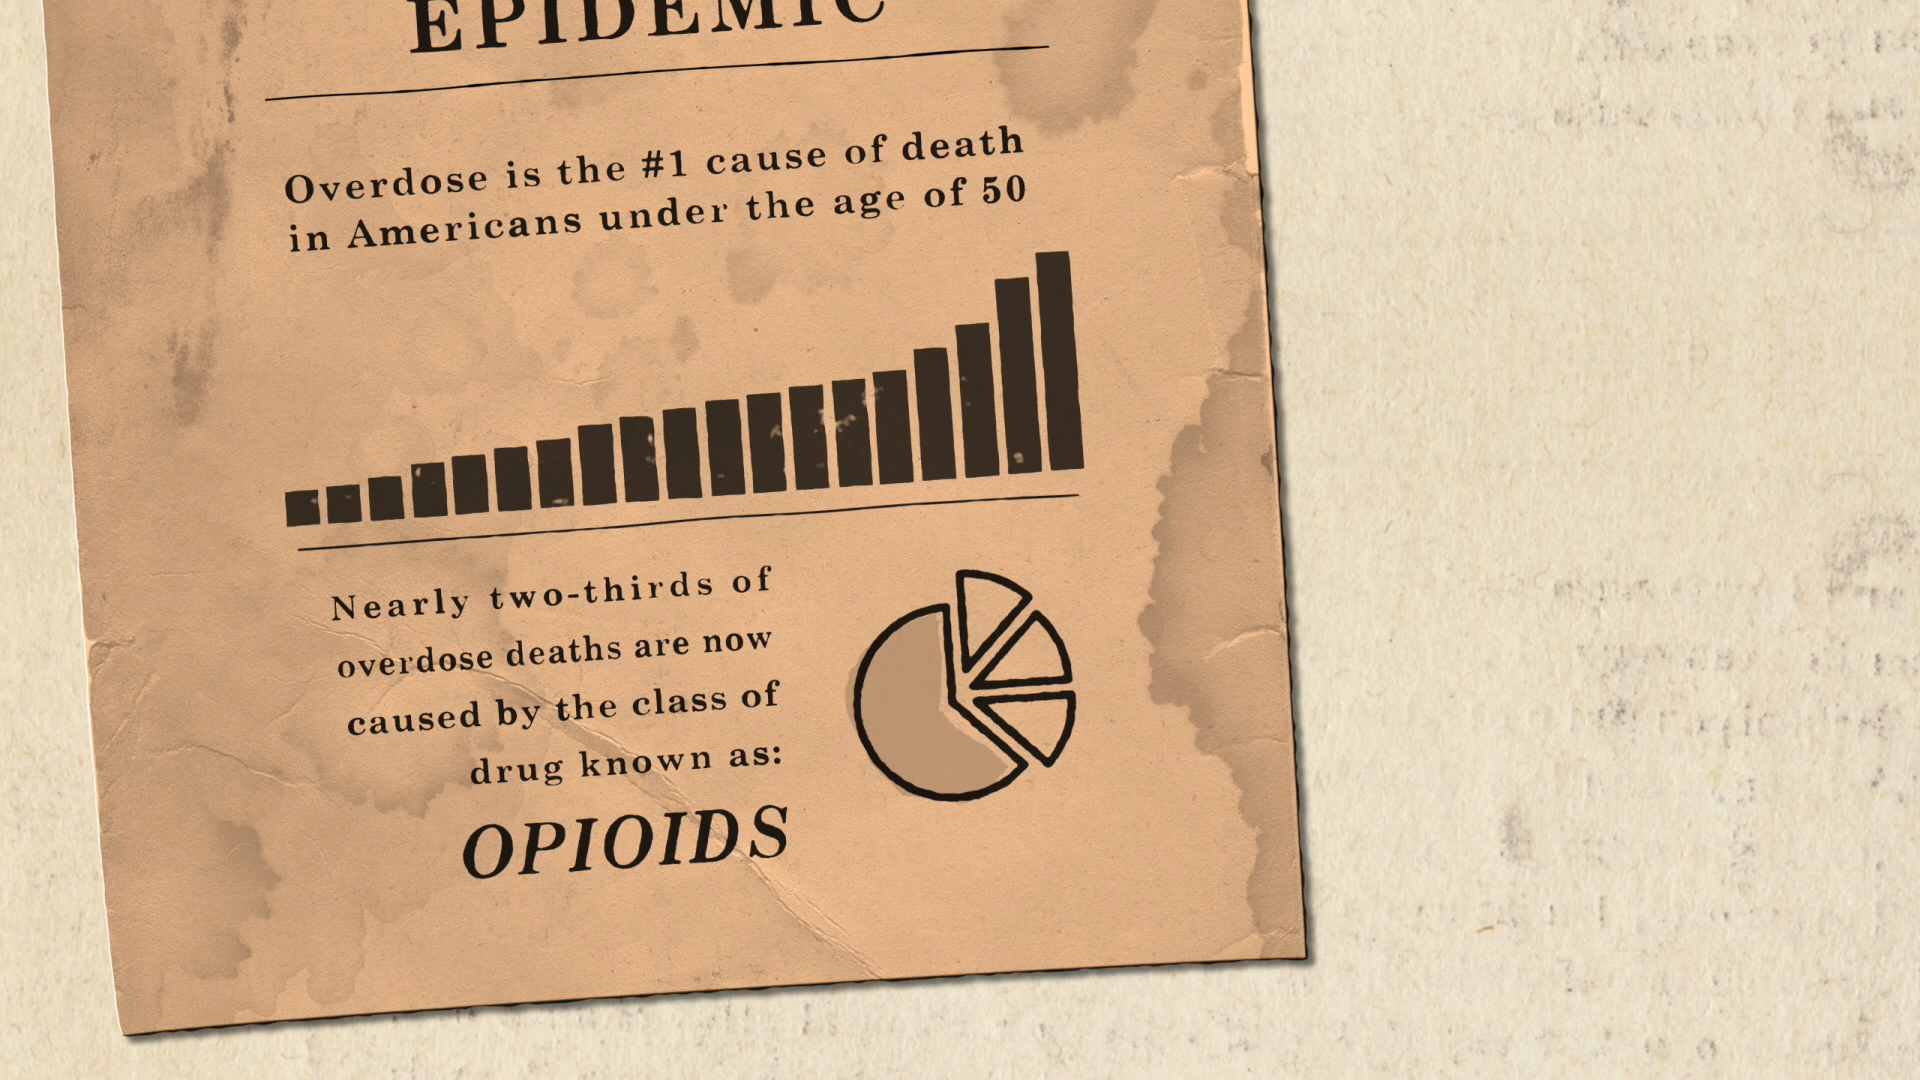 EPIDEMIC
Overdose is the #1 cause of death
in Americans under the age of 50
Nearly two-thirds of
overdose deaths are now
caused by the class of
drug known as:
OPIOIDS